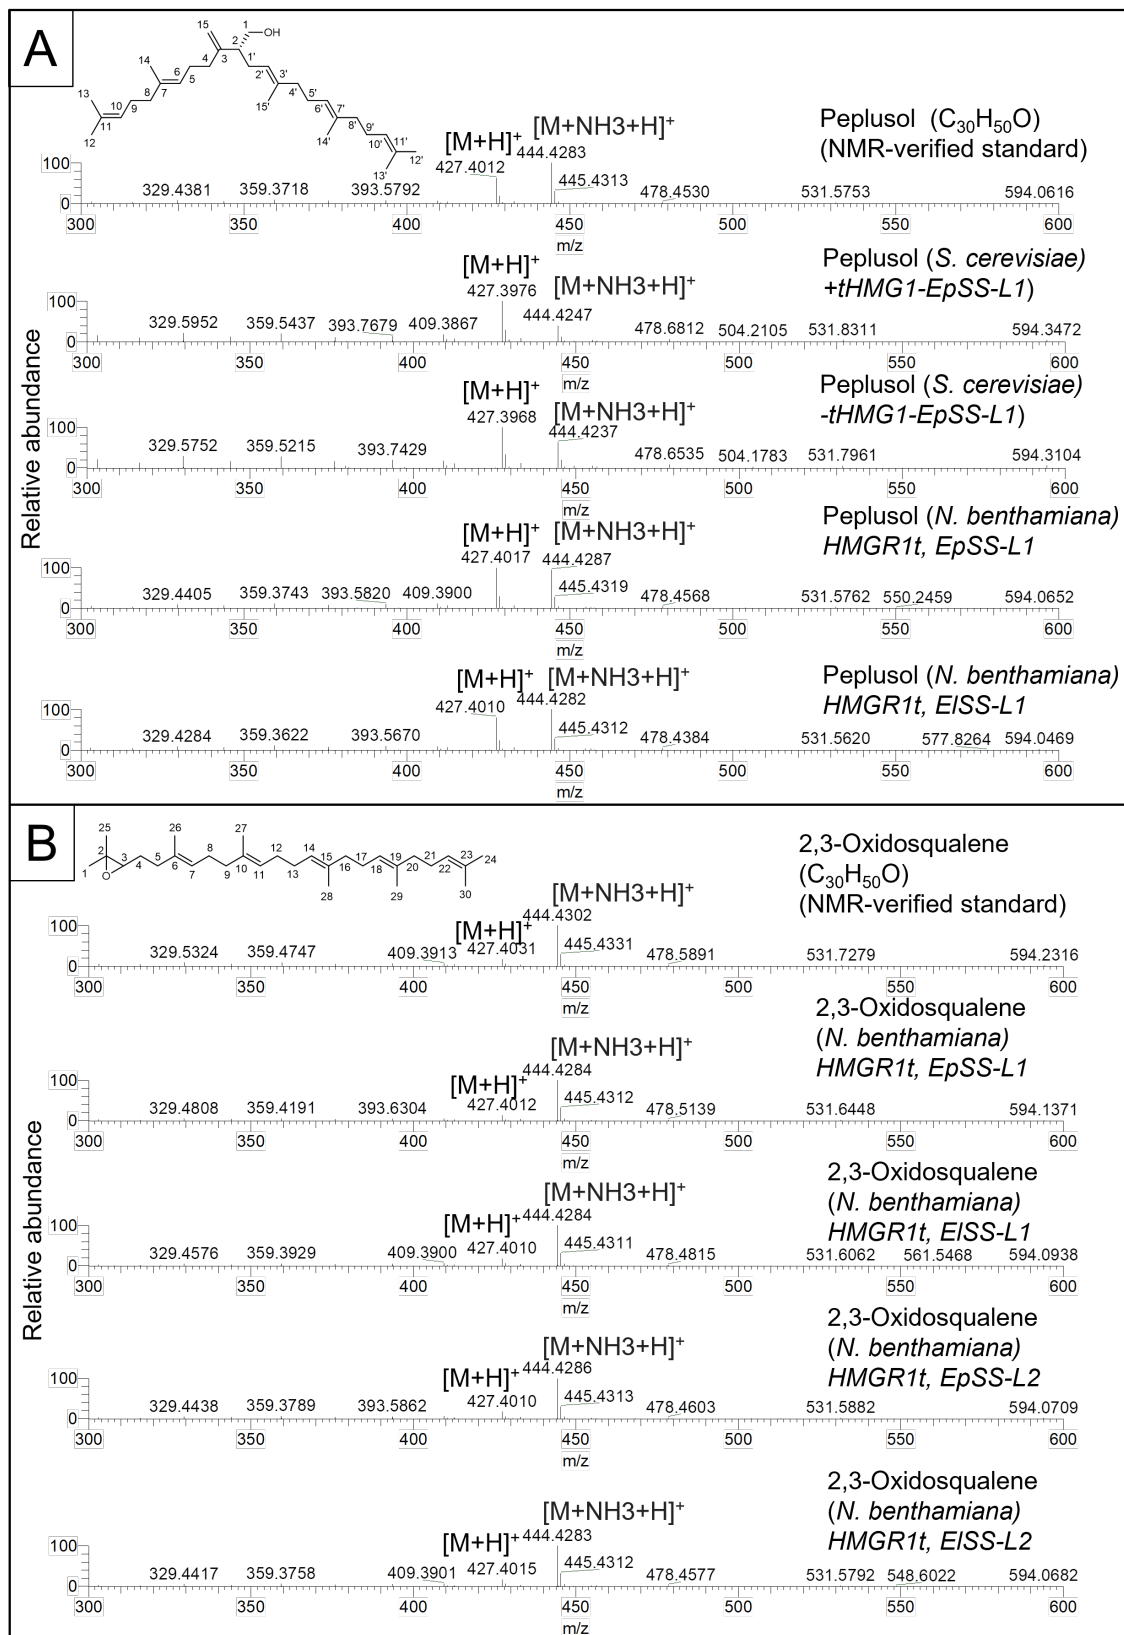 A
15
1
OH
2
14
4
3
1'
6
5
2'
3'
13
8
7
5'
10
9
15'
4'
6'
7'
11
8'
9'
12
14'
10'
11'
12'
13'
Peplusol (C30H50O)
(NMR-verified standard)
[M+H]+
[M+NH3+H]+
444.4283
427.4012
100
329.4381 359.3718 393.5792 445.4313 478.4530 531.5753 594.0616
0
300 350 400 450 500 550 600
m/z
Peplusol (S. cerevisiae)
+tHMG1-EpSS-L1)
[M+H]+
427.3976 [M+NH3+H]+
100
329.5952 359.5437 393.7679 409.3867 444.4247 478.6812 504.2105 531.8311 594.3472
0
300 350 400 450 500 550 600
m/z
Peplusol (S. cerevisiae)
-tHMG1-EpSS-L1)
[M+H]+
427.3968 [M+NH3+H]+
100
444.4237
329.5752 359.5215 393.7429 478.6535 504.1783 531.7961 594.3104
0
300 350 400 450 500 550 600
m/z
Relative abundance
Peplusol (N. benthamiana)
HMGR1t, EpSS-L1
[M+H]+ [M+NH3+H]+
427.4017 444.4287
100
329.4405 359.3743 393.5820 409.3900 445.4319 478.4568 531.5762 550.2459 594.0652
0
300 350 400 450 500 550 600
m/z
Peplusol (N. benthamiana)
HMGR1t, ElSS-L1
[M+H]+ [M+NH3+H]+
427.4010 444.4282
100
329.4284 359.3622 393.5670 445.4312 478.4384 531.5620 577.8264 594.0469
0
300 350 400 450 500 550 600
m/z
B
25
26
27
2
3
5
8
12
14
1
O
4
6
7
9
10
11
13
15
16
17
18
19
20
21
22
23
24
28
29
30
2,3-Oxidosqualene
(C30H50O)
(NMR-verified standard)
[M+NH3+H]+
444.4302
[M+H]+
100
329.5324 359.4747 409.3913 427.4031 445.4331 478.5891 531.7279 594.2316
0
300 350 400 450 500 550 600
m/z
2,3-Oxidosqualene
(N. benthamiana)
HMGR1t, EpSS-L1
[M+NH3+H]+
444.4284
[M+H]+
100
329.4808 359.4191 393.6304 427.4012 445.4312 478.5139 531.6448 594.1371
0
300 350 400 450 500 550 600
m/z
Relative abundance
2,3-Oxidosqualene
(N. benthamiana)
HMGR1t, ElSS-L1
[M+NH3+H]+
444.4284
[M+H]+
100
329.4576 359.3929 409.3900 427.4010 445.4311 478.4815 531.6062 561.5468 594.0938
0
300 350 400 450 500 550 600
m/z
2,3-Oxidosqualene
(N. benthamiana)
HMGR1t, EpSS-L2
[M+NH3+H]+
444.4286
[M+H]+
100
329.4438 359.3789 393.5862 427.4010 445.4313 478.4603 531.5882 594.0709
0
300 350 400 450 500 550 600
m/z
2,3-Oxidosqualene
(N. benthamiana)
HMGR1t, ElSS-L2
[M+NH3+H]+
444.4283
[M+H]+
100
329.4417 359.3758 409.3901 427.4015 445.4312 478.4577 531.5792 548.6022 594.0682
0
300 350 400 450 500 550 600
m/z